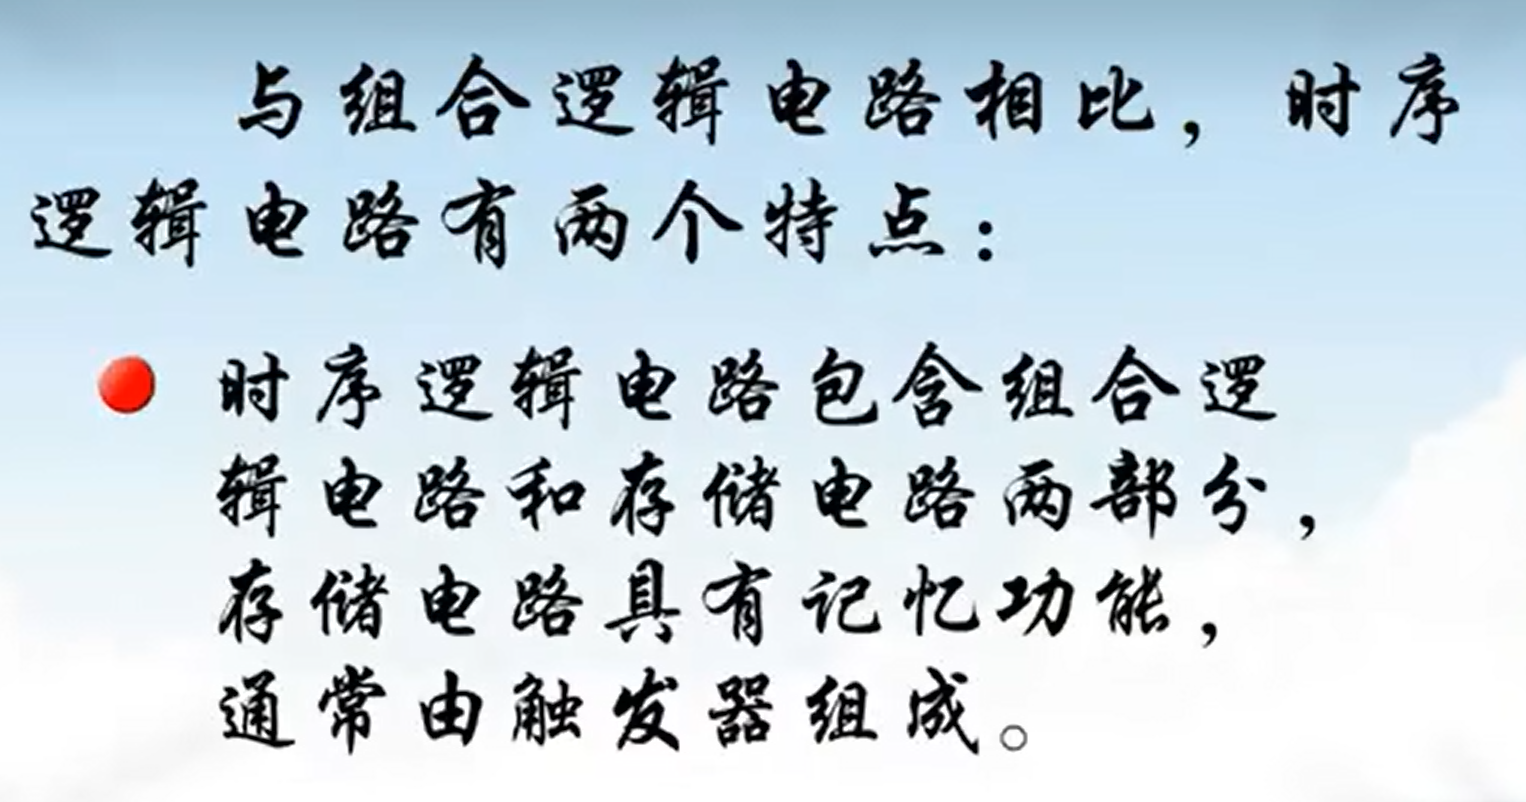 与组合逻辑电路相比，时序
逻辑电路有两个特点：
时序逻辑电路包含组合逻
辑电路和存储电路两部分，
存储电路具有记忆功能，
通常由触发器组成。